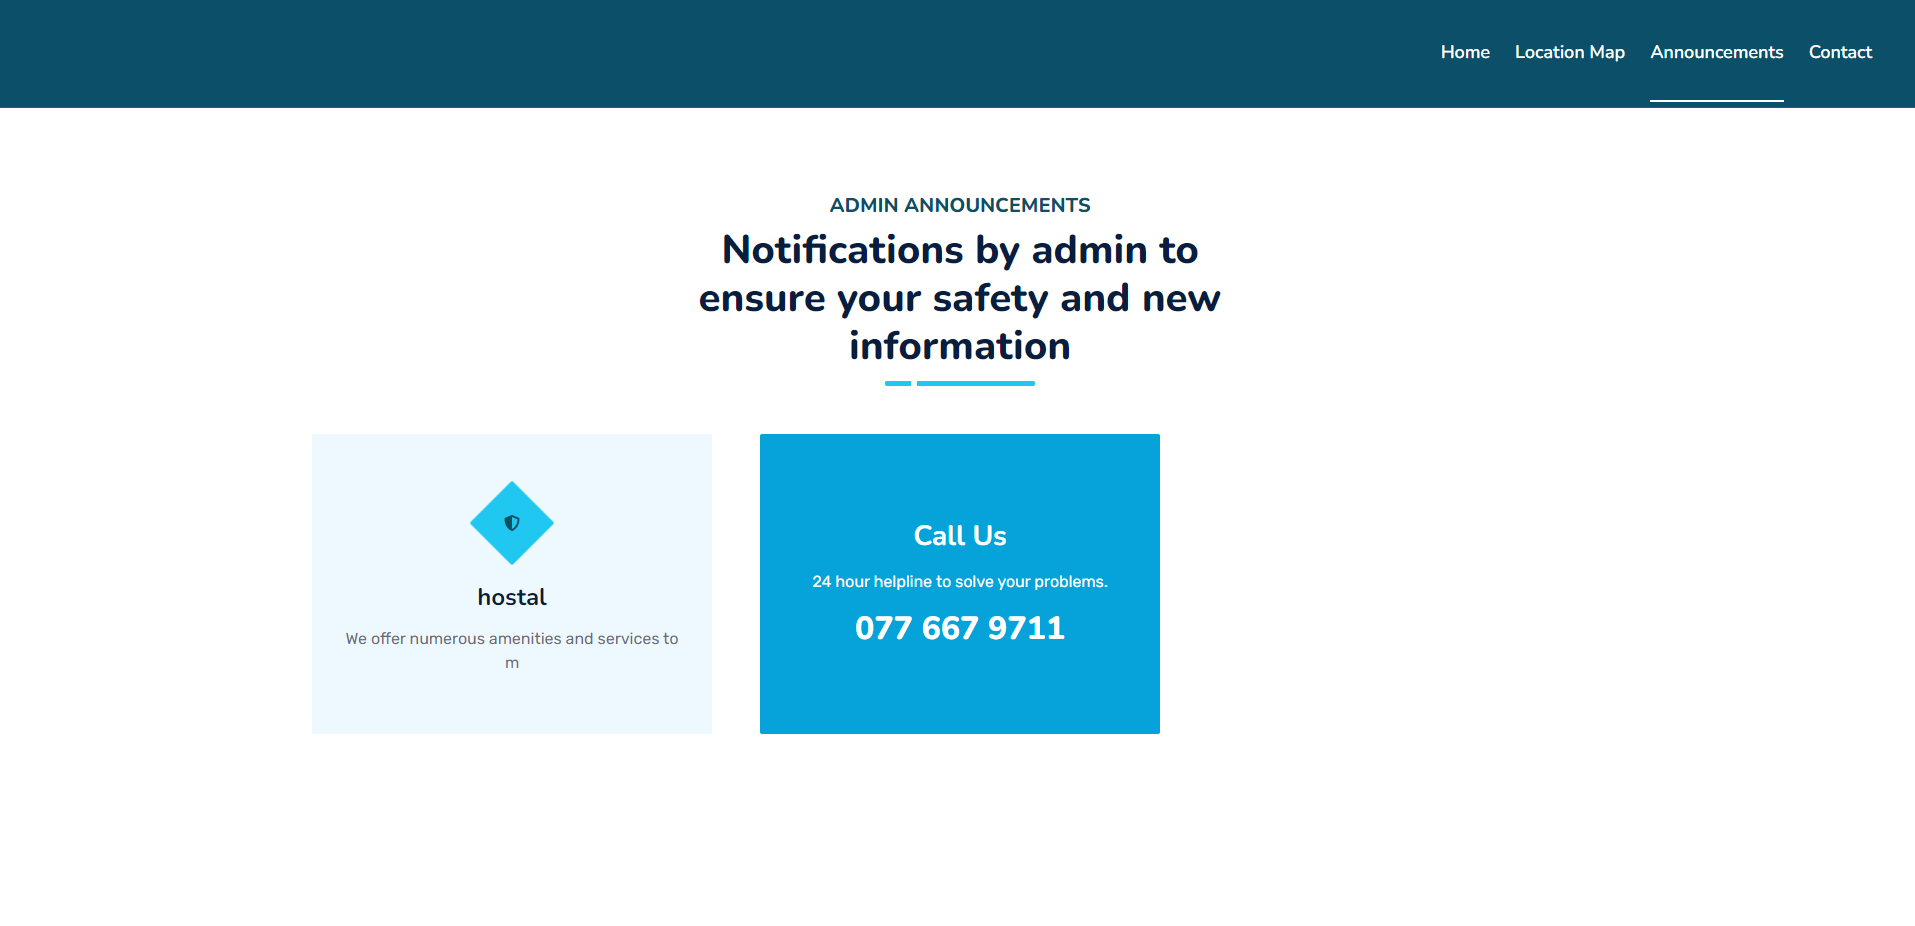 Home Location Map Announcements Contact
ADMIN ANNOUNCEMENTS
Notifications by admin to
ensure your safety and new
information
hostal
We offer numerous amenities and services to
m
Call Us
24 hour helpline to solve your problems.
077 667 9711